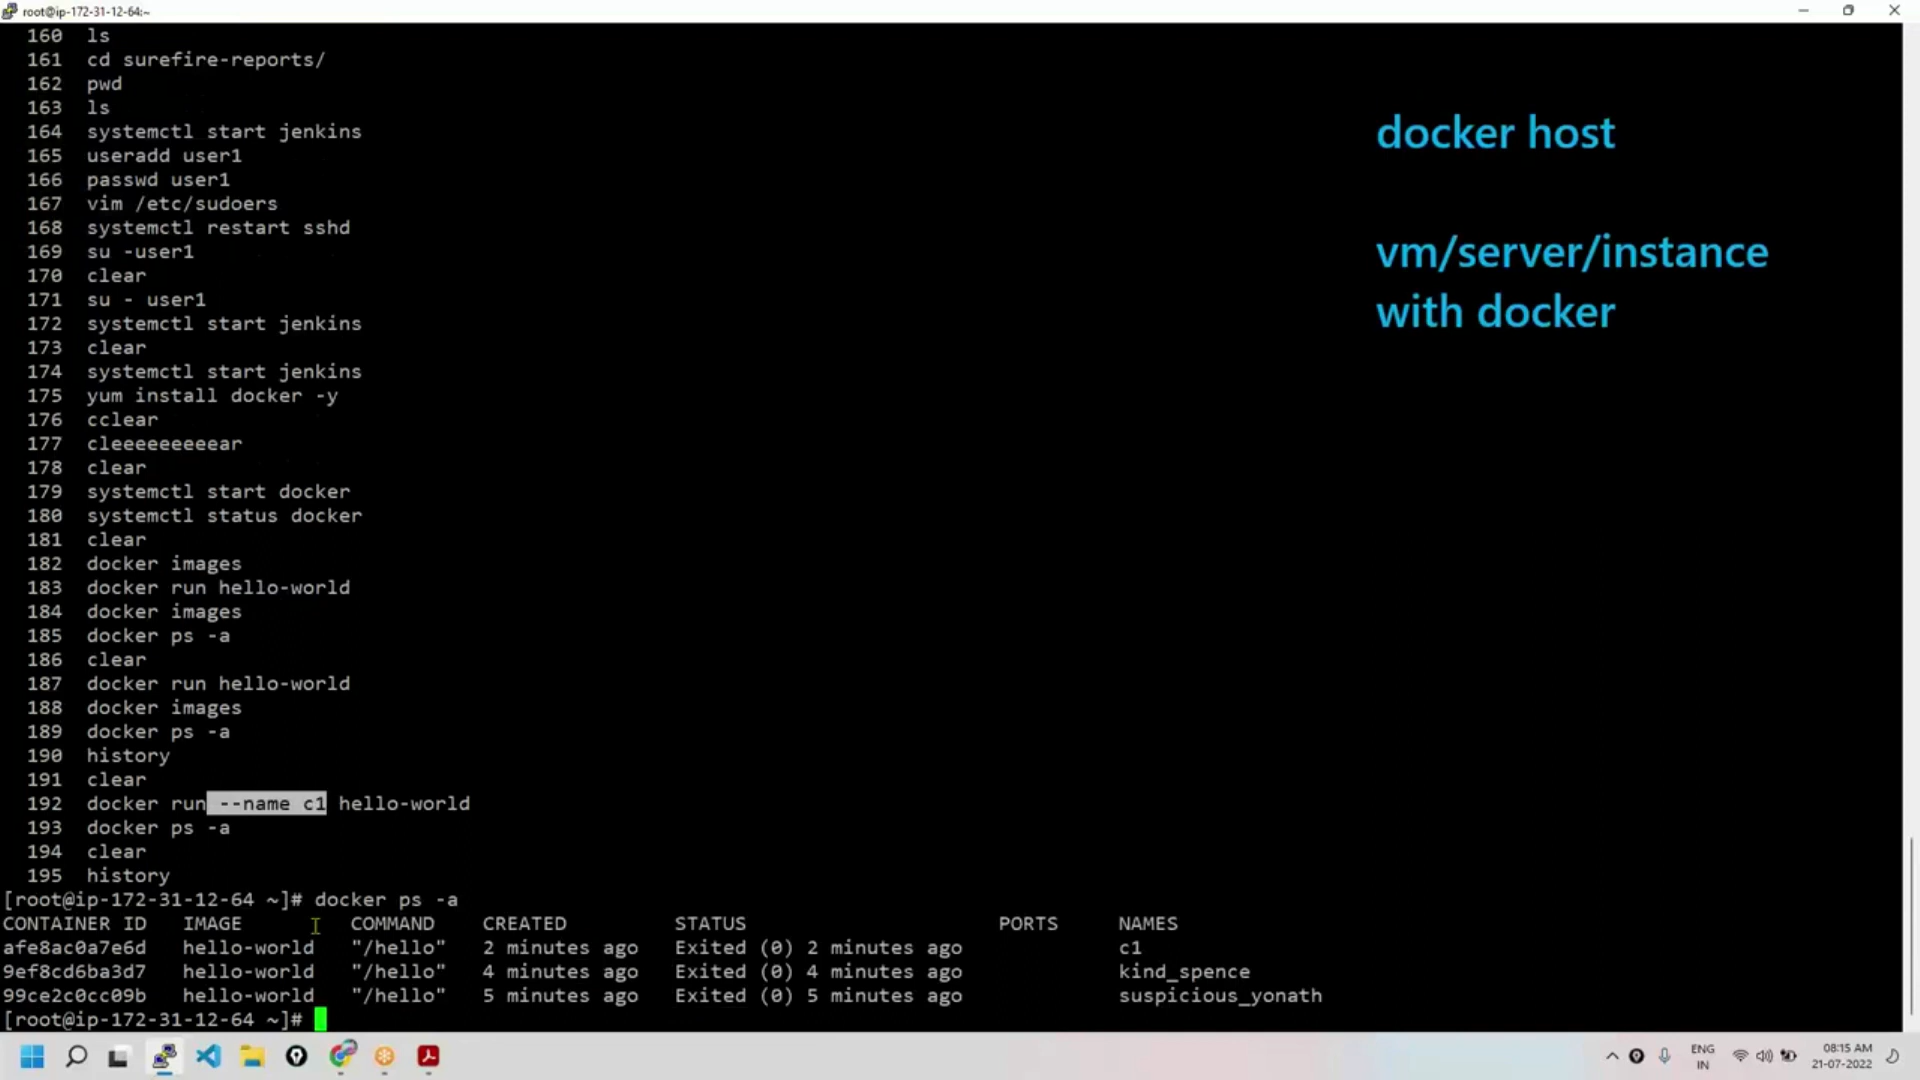 root@ip-172-31-12-64:~
160 ls
161 cd surefire-reports/
162 pwd
163 ls
164 systemctl start jenkins
165 useradd user1
166 passwd user1
167 vim /etc/sudoers
168 systemctl restart sshd
169 su -user1
170 clear
171 su - user1
172 systemctl start jenkins
173 clear
174 systemctl start jenkins
175 yum install docker -y
176 cclear
177 cleeeeeeeeear
178 clear
179 systemctl start docker
180 systemctl status docker
181 clear
182 docker images
183 docker run hello-world
184 docker images
185 docker ps -a
186 clear
187 docker run hello-world
188 docker images
189 docker ps -a
190 history
191 clear
192 docker run --name c1 hello-world
193 docker ps -a
194 clear
195 history
[root@ip-172-31-12-64 ~]# docker ps -a
CONTAINER ID IMAGE COMMAND CREATED STATUS PORTS NAMES
afe8ac0a7e6d hello-world "/hello" 2 minutes ago Exited (0) 2 minutes ago c1
9ef8cd6ba3d7 hello-world "/hello" 4 minutes ago Exited (0) 4 minutes ago kind_spence
99ce2c0cc09b hello-world "/hello" 5 minutes ago Exited (0) 5 minutes ago suspicious_yonath
[root@ip-172-31-12-64 ~]#
docker host
vm/server/instance
with docker
ENG
IN
08:15 AM
21-07-2022